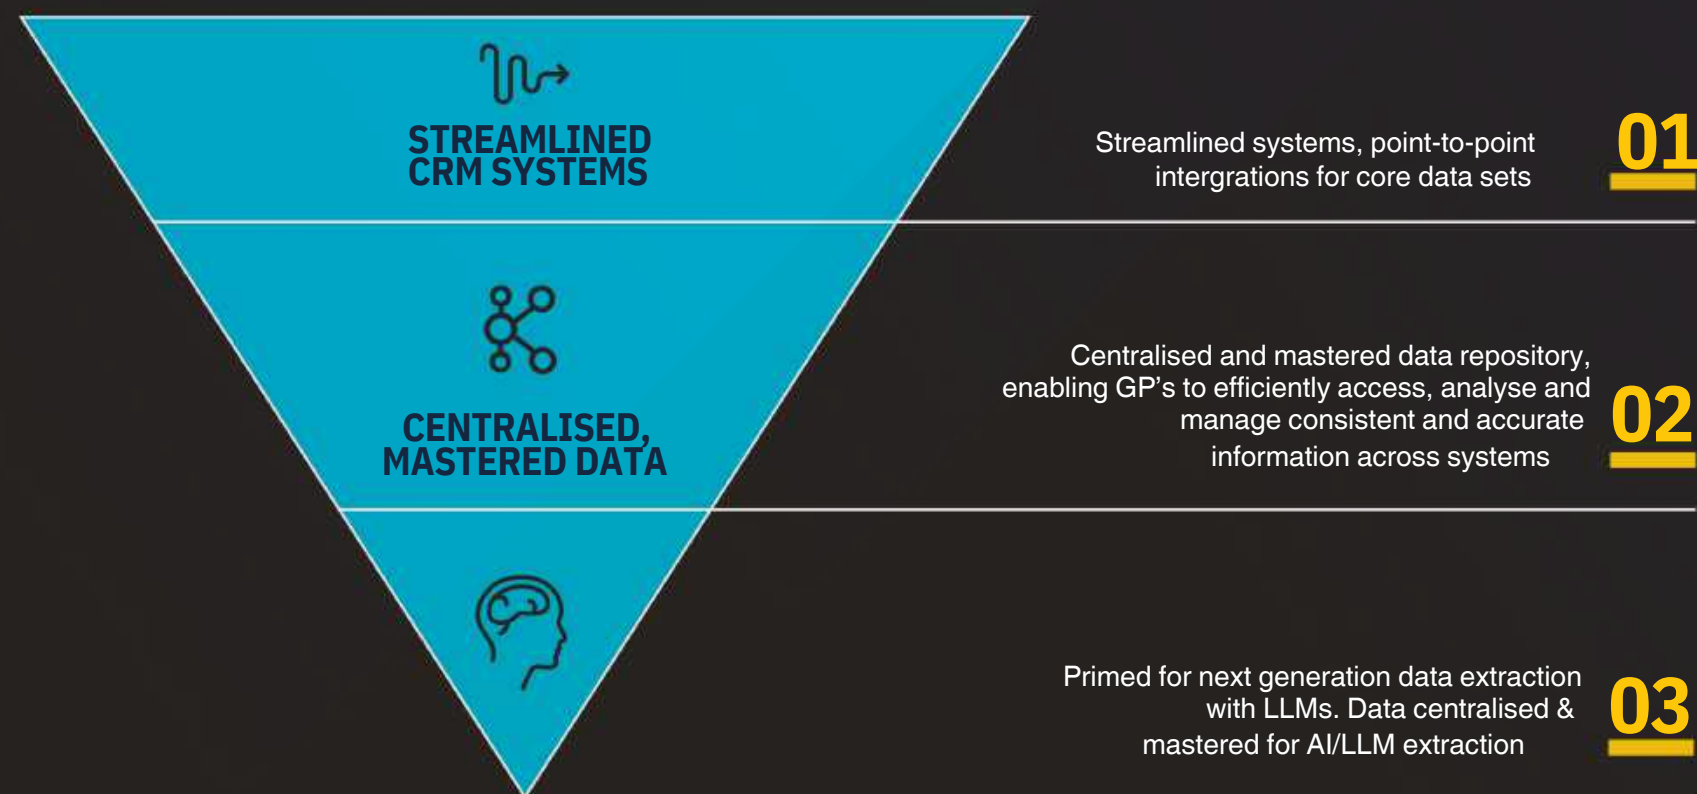 STREAMLINED
CRM SYSTEMS
Streamlined systems, point-to-point
intergrations for core data sets
01
CENTRALISED,
MASTERED DATA
Centralised and mastered data repository,
enabling GP's to efficiently access, analyse and
manage consistent and accurate
information across systems
02
Primed for next generation data extraction
with LLMs. Data centralised &
mastered for AI/LLM extraction
03